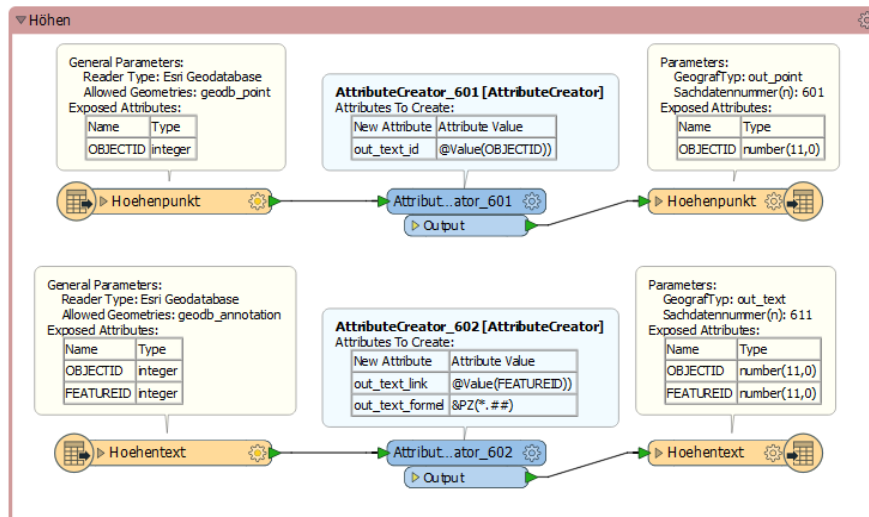 Höhen
General Parameters:
Reader Type: Esri Geodatabase
Allowed Geometries: geodb_point
Exposed Attributes:
Name Type
OBJECTID integer
AttributeCreator_601 [AttributeCreator]
Attributes To Create:
New Attribute Attribute Value
out_text_id @Value(OBJECTID))
Parameters:
GeografTyp: out_point
Sachdatennummer(n): 601
Exposed Attributes:
Name Type
OBJECTID number(11,0)
Hoehenpunkt
Attribut...ator_601
Output
Hoehenpunkt
General Parameters:
Reader Type: Esri Geodatabase
Allowed Geometries: geodb_annotation
Exposed Attributes:
Name Type
OBJECTID integer
FEATUREID integer
AttributeCreator_602 [AttributeCreator]
Attributes To Create:
New Attribute Attribute Value
out_text_link @Value(FEATUREID))
out_text_formel &PZ(*.##)
Parameters:
GeografTyp: out_text
Sachdatennummer(n): 611
Exposed Attributes:
Name Type
OBJECTID number(11,0)
FEATUREID number(11,0)
Hoehentext
Attribut...ator_602
Output
Hoehentext